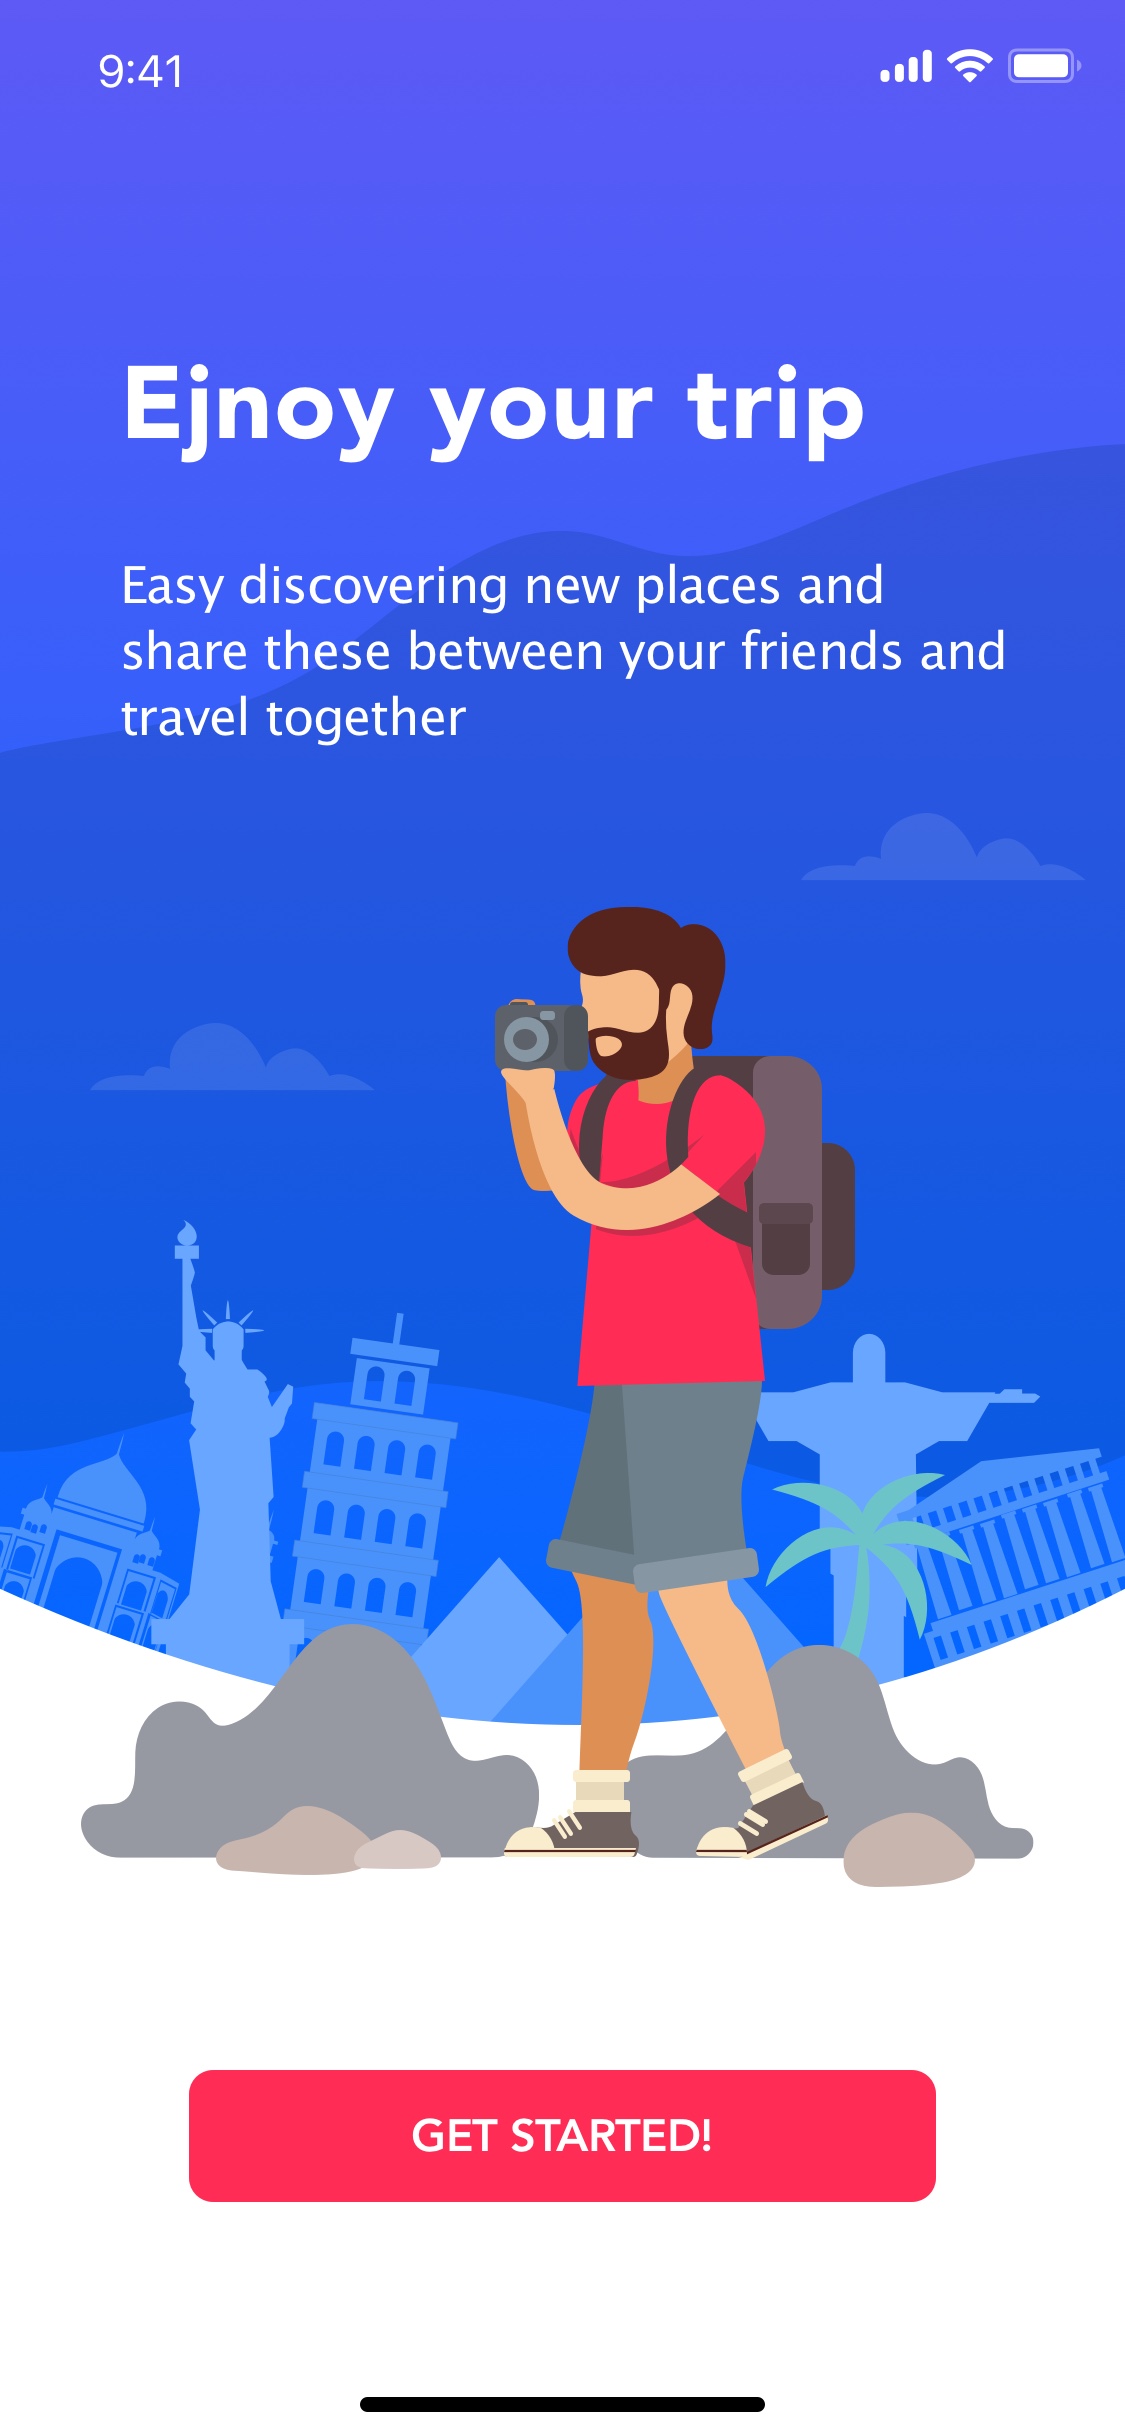 9:41
Ejnoy your trip
Easy discovering new places and
share these between your friends and
travel together
GET STARTED!